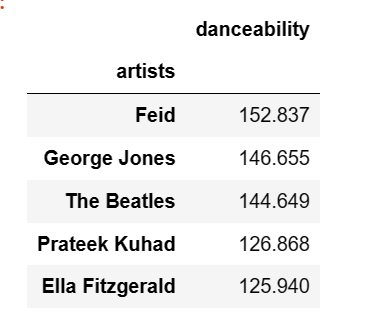 :
danceability
artists
Feid 152.837
George Jones 146.655
The Beatles 144.649
Prateek Kuhad 126.868
Ella Fitzgerald 125.940